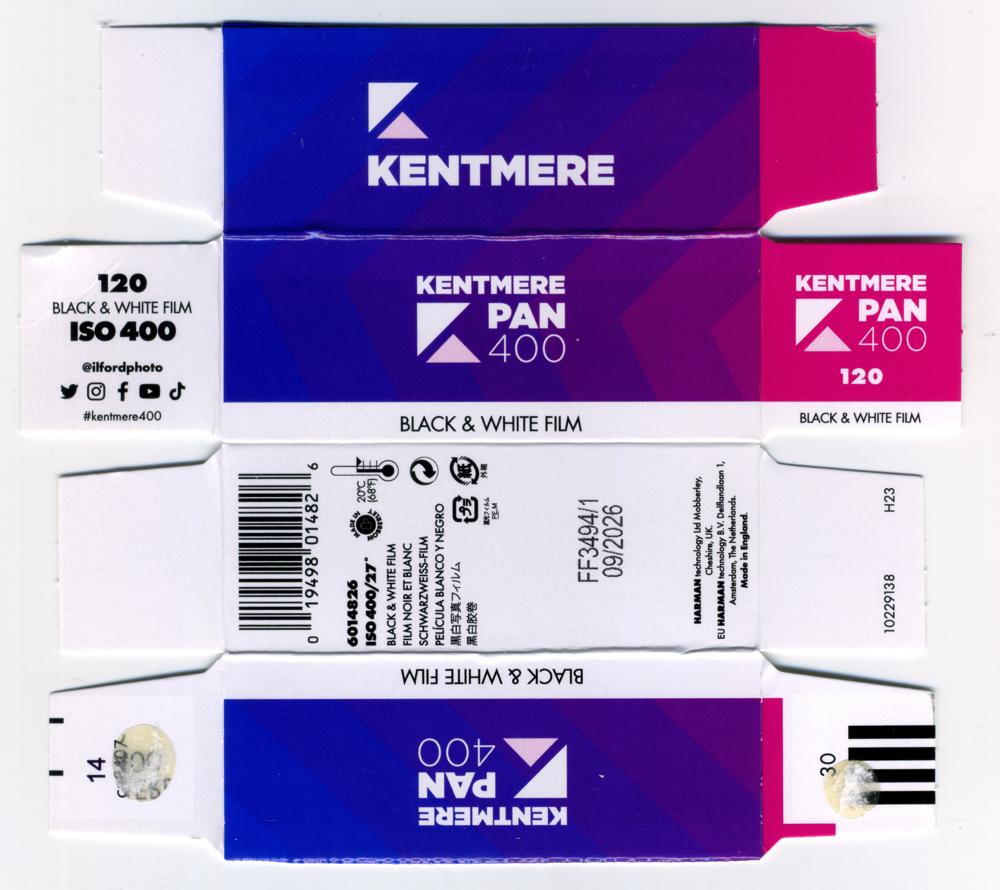 KENTMERE
120
BLACK & WHITE FILM
ISO 400
@ilfordphoto
#kentmere400
KENTMERE
PAN
400
BLACK & WHITE FILM
KENTMERE
PAN
400
120
BLACK & WHITE FILM
0 19498 01482 6
6014826
ISO 400/27°
BLACK & WHITE FILM
FILM NOIR ET BLANC
SCHWARZWEISS-FILM
PELÍCULA BLANCO Y NEGRO
黒白写真フィルム
黑白胶卷
MADE IN
MOBBERLEY
20°C
(68°F)
プラ
PE,M
紙
外箱
FF3494/1
09/2026
HARMAN technology Ltd Mobberley,
Cheshire, UK.
EU HARMAN technology B.V. Delflandlaan 1,
Amsterdam, The Netherlands.
Made in England.
10229138
H23
BLACK & WHITE FILM
KENTMERE
PAN
400
14
30